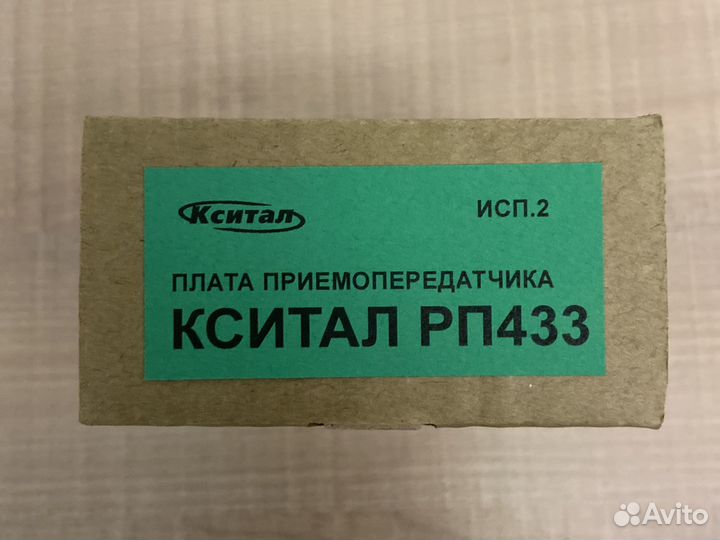 Кситал ИСП.2
ПЛАТА ПРИЕМОПЕРЕДАТЧИКА
КСИТАЛ РП433
Avito